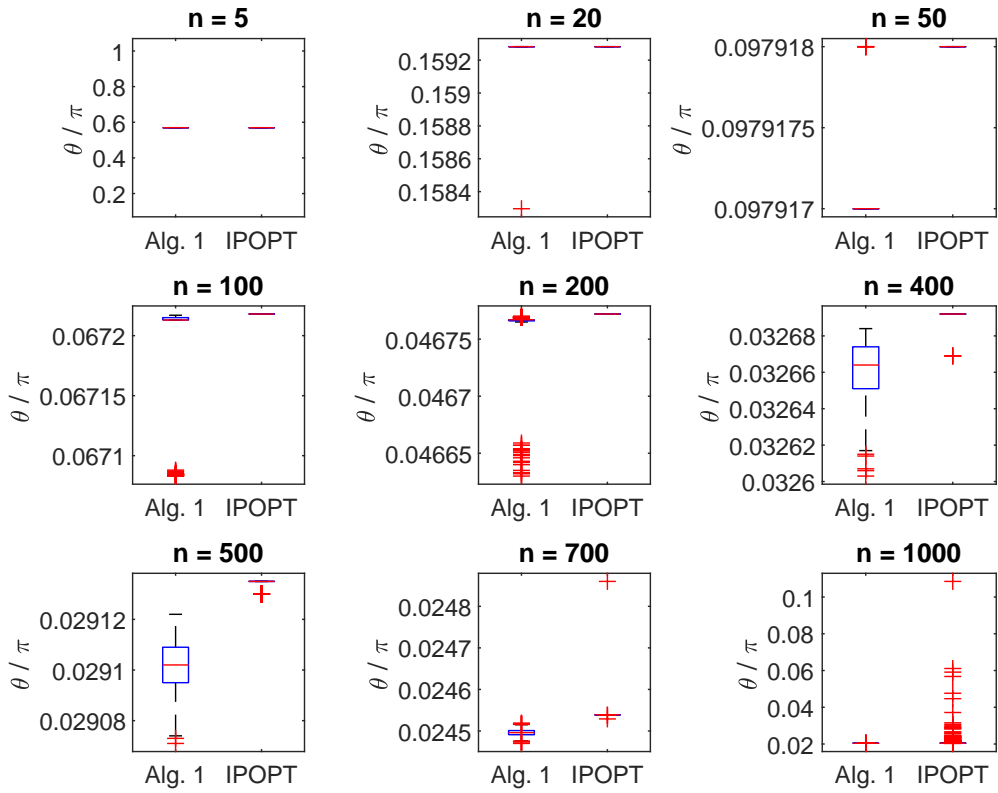 n = 5
1
0.8
0.6
0.4
0.2
θ / π
Alg. 1 IPOPT
n = 20
0.1592
0.159
0.1588
0.1586
0.1584
θ / π
Alg. 1 IPOPT
n = 50
0.097918
0.0979175
0.097917
θ / π
Alg. 1 IPOPT
n = 100
0.0672
0.06715
0.0671
θ / π
Alg. 1 IPOPT
n = 200
0.04675
0.0467
0.04665
θ / π
Alg. 1 IPOPT
n = 400
0.03268
0.03266
0.03264
0.03262
0.0326
θ / π
Alg. 1 IPOPT
n = 500
0.02912
0.0291
0.02908
θ / π
Alg. 1 IPOPT
n = 700
0.0248
0.0247
0.0246
0.0245
θ / π
Alg. 1 IPOPT
n = 1000
0.1
0.08
0.06
0.04
0.02
θ / π
Alg. 1 IPOPT